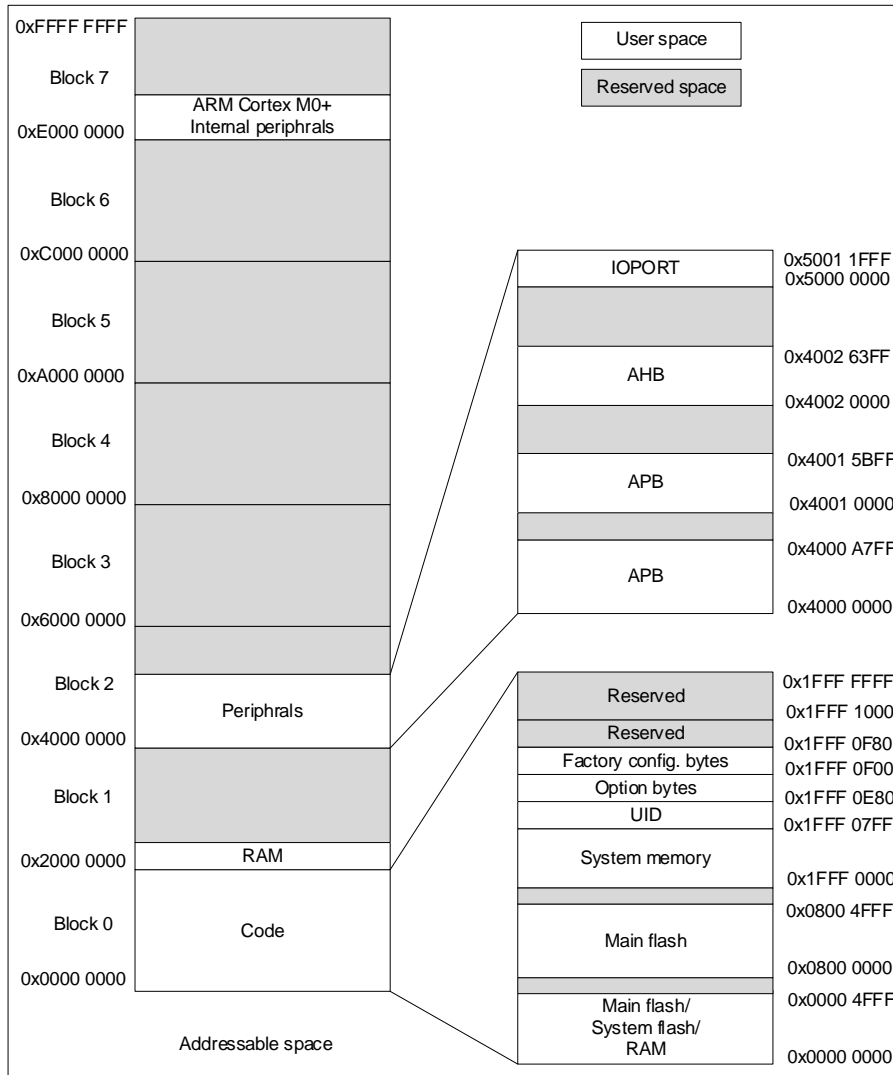 0xFFFF FFFF
Block 7
ARM Cortex M0+
Internal periphrals
0xE000 0000
Block 6
0xC000 0000
Block 5
0xA000 0000
Block 4
0x8000 0000
Block 3
0x6000 0000
Block 2
Periphrals
0x4000 0000
Block 1
RAM
0x2000 0000
Block 0
Code
0x0000 0000
Addressable space
User space
Reserved space
IOPORT
0x5001 1FFF
0x5000 0000
0x4002 63FF
AHB
0x4002 0000
0x4001 5BFF
APB
0x4001 0000
0x4000 A7FF
APB
0x4000 0000
0x1FFF FFFF
Reserved
0x1FFF 1000
Reserved
0x1FFF 0F80
Factory config. bytes
0x1FFF 0F00
Option bytes
0x1FFF 0E80
UID
0x1FFF 07FF
System memory
0x1FFF 0000
0x0800 4FFF
Main flash
0x0800 0000
0x0000 4FFF
Main flash/
System flash/
RAM
0x0000 0000